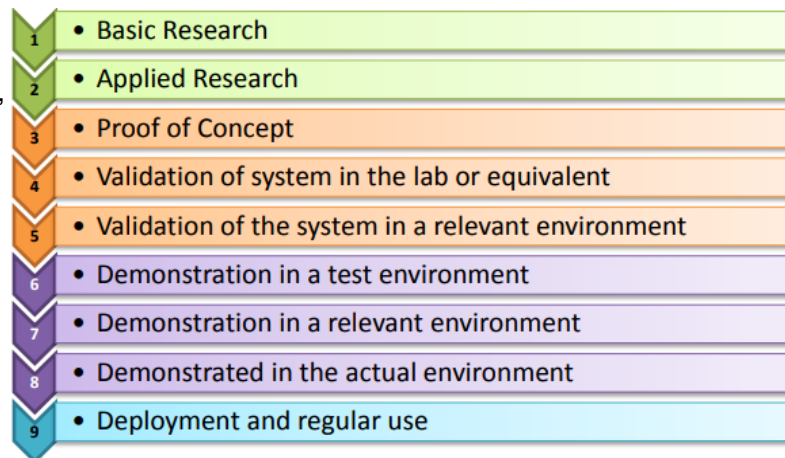 1 • Basic Research
2 • Applied Research
3 • Proof of Concept
4 • Validation of system in the lab or equivalent
5 • Validation of the system in a relevant environment
6 • Demonstration in a test environment
7 • Demonstration in a relevant environment
8 • Demonstrated in the actual environment
9 • Deployment and regular use